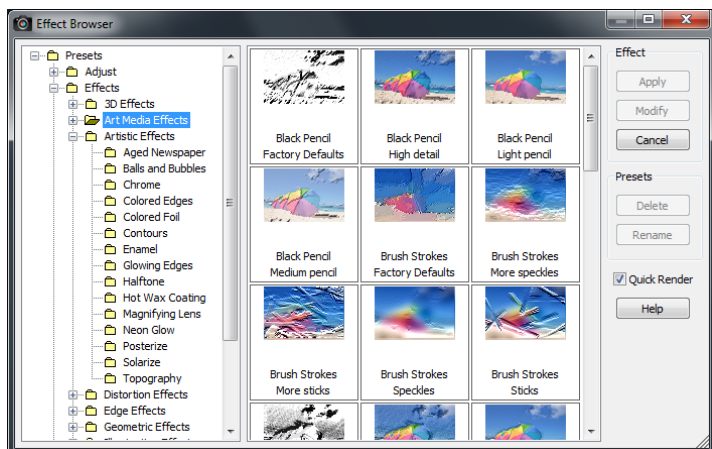 Effect Browser
Presets
Adjust
Effects
3D Effects
Art Media Effects
Artistic Effects
Aged Newspaper
Balls and Bubbles
Chrome
Colored Edges
Colored Foil
Contours
Enamel
Glowing Edges
Halftone
Hot Wax Coating
Magnifying Lens
Neon Glow
Posterize
Solarize
Topography
Distortion Effects
Edge Effects
Geometric Effects
Black Pencil
Factory Defaults
Black Pencil
High detail
Black Pencil
Light pencil
Black Pencil
Medium pencil
Brush Strokes
Factory Defaults
Brush Strokes
More speckles
Brush Strokes
More sticks
Brush Strokes
Speckles
Brush Strokes
Sticks
Effect
Apply
Modify
Cancel
Presets
Delete
Rename
Quick Render
Help